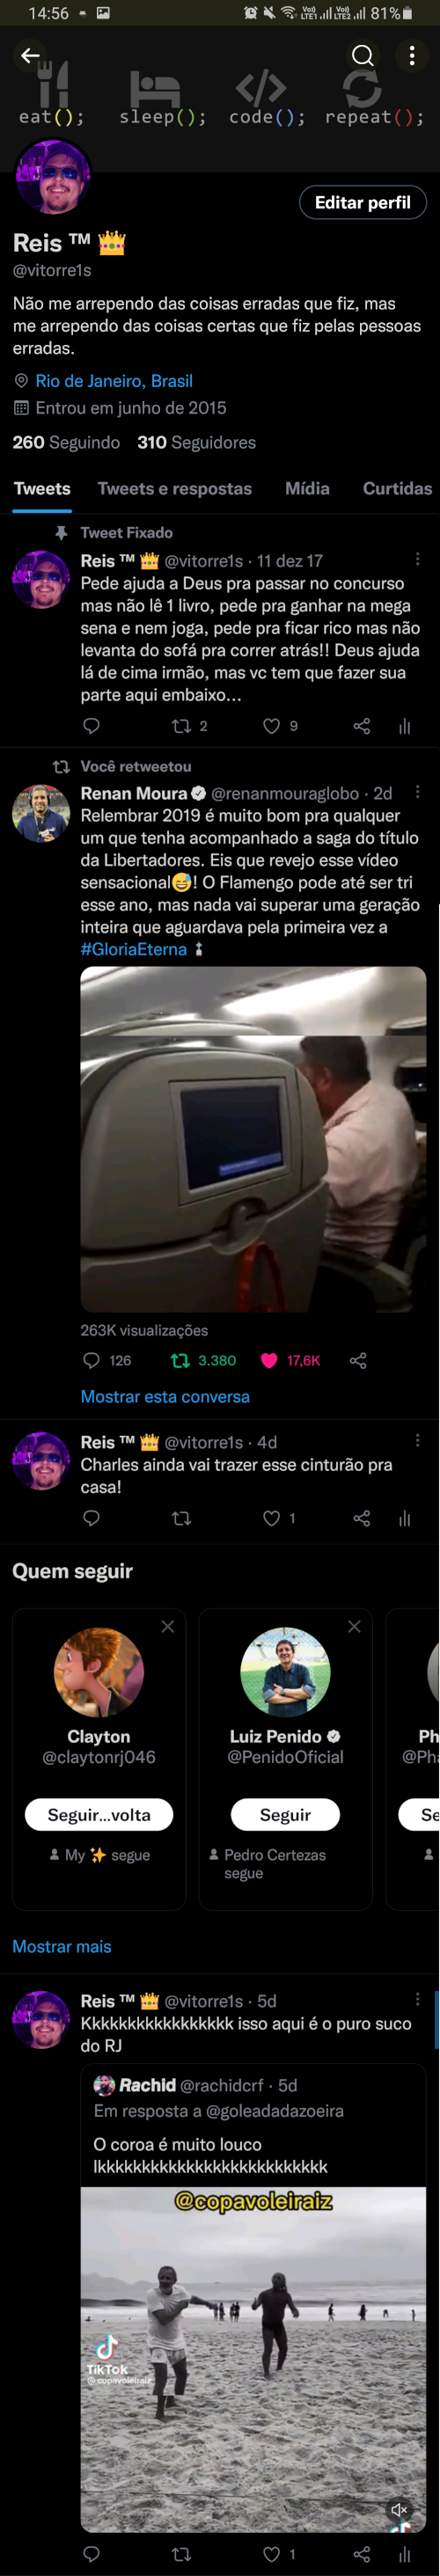 14:56
Vo)) LTE1 Vo)) LTE2 81%
eat(); sleep(); code(); repeat();
Editar perfil
Reis ™ 👑
@vitorre1s
Não me arrependo das coisas erradas que fiz, mas
me arrependo das coisas certas que fiz pelas pessoas
erradas.
Rio de Janeiro, Brasil
Entrou em junho de 2015
260 Seguindo 310 Seguidores
Tweets Tweets e respostas Mídia Curtidas
Tweet Fixado
Reis ™ 👑 @vitorre1s · 11 dez 17
Pede ajuda a Deus pra passar no concurso
mas não lê 1 livro, pede pra ganhar na mega
sena e nem joga, pede pra ficar rico mas não
levanta do sofá pra correr atrás!! Deus ajuda
lá de cima irmão, mas vc tem que fazer sua
parte aqui embaixo...
2 9
Você retweetou
Renan Moura @renanmouraglobo · 2d
Relembrar 2019 é muito bom pra qualquer
um que tenha acompanhado a saga do título
da Libertadores. Eis que revejo esse vídeo
sensacional😅! O Flamengo pode até ser tri
esse ano, mas nada vai superar uma geração
inteira que aguardava pela primeira vez a
#GloriaEterna
263K visualizações
126 3.380 17,6K
Mostrar esta conversa
Reis ™ 👑 @vitorre1s · 4d
Charles ainda vai trazer esse cinturão pra
casa!
1
Quem seguir
Clayton
@claytonrj046
Seguir...volta
My ✨ segue
Luiz Penido
@PenidoOficial
Seguir
Pedro Certezas
segue
Ph
@Pha
Se
Mostrar mais
Reis ™ 👑 @vitorre1s · 5d
Kkkkkkkkkkkkkkkkk isso aqui é o puro suco
do RJ
Rachid @rachidcrf · 5d
Em resposta a @goleadadazoeira
O coroa é muito louco
lkkkkkkkkkkkkkkkkkkkkkkkkkk
@copavoleiraiz
TikTok
@copavoleiraiz
1